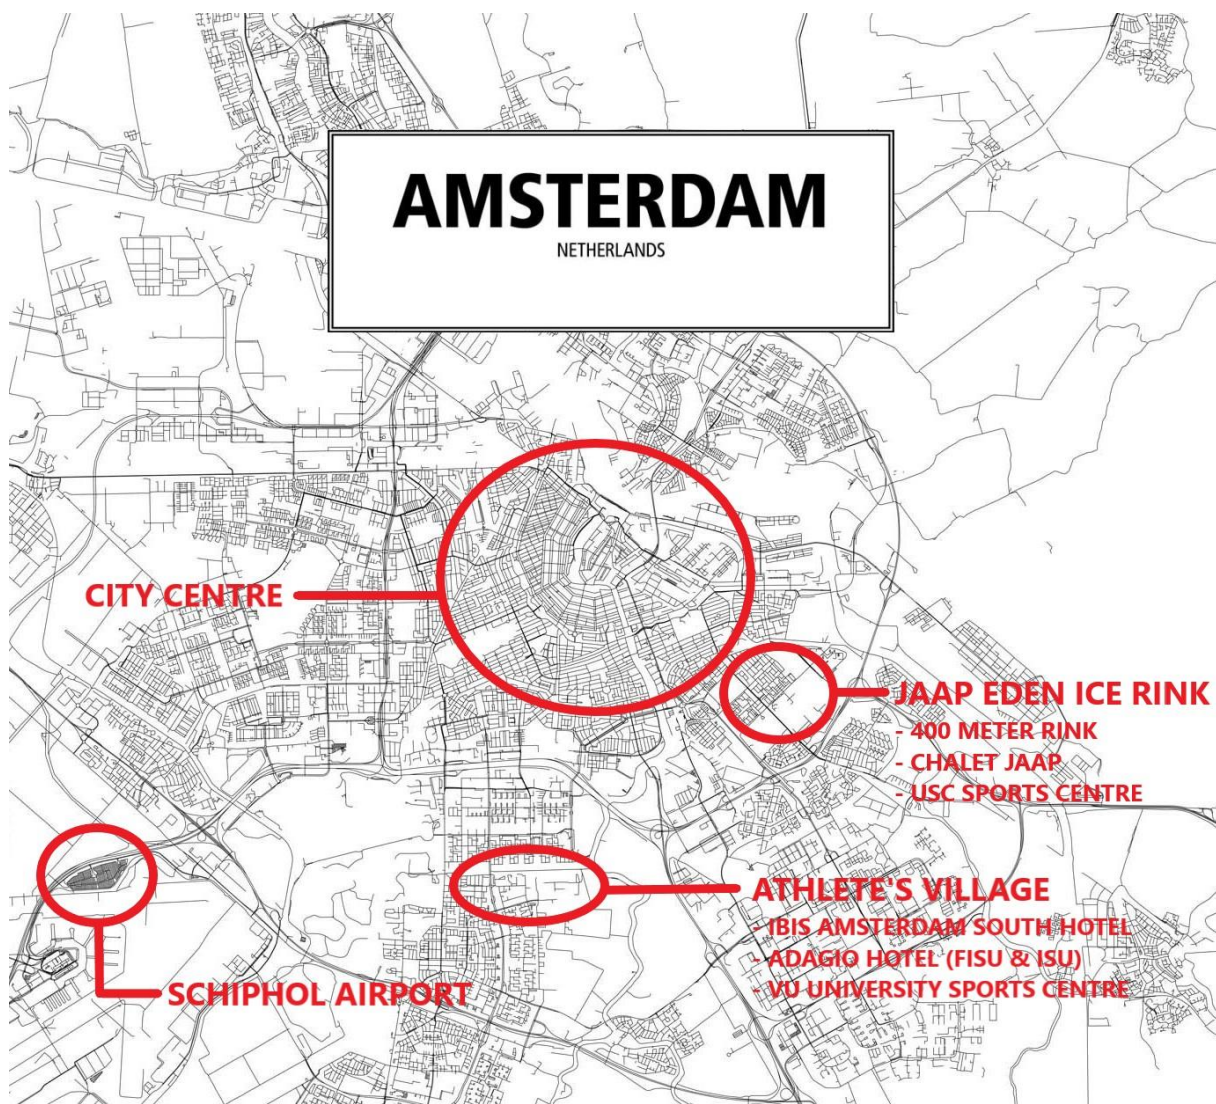 AMSTERDAM
NETHERLANDS
CITY CENTRE
JAAP EDEN ICE RINK
- 400 METER RINK
- CHALET JAAP
- USC SPORTS CENTRE
ATHLETE'S VILLAGE
- IBIS AMSTERDAM SOUTH HOTEL
- ADAGIO HOTEL (FISU & ISU)
- VU UNIVERSITY SPORTS CENTRE
SCHIPHOL AIRPORT